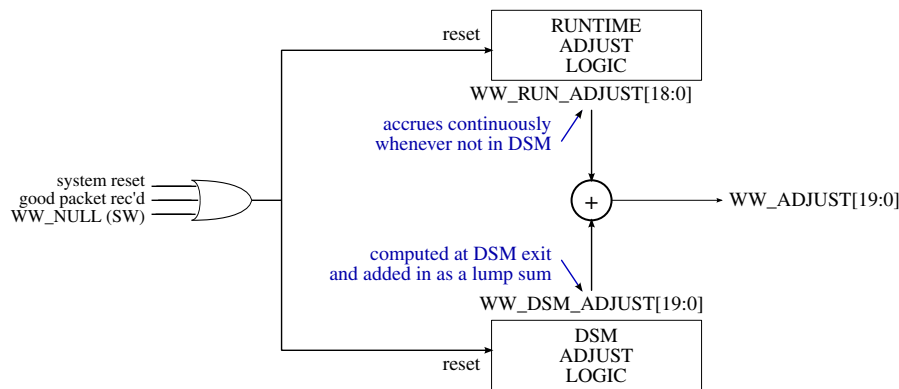 RUNTIME
ADJUST
LOGIC
reset
WW_RUN_ADJUST[18:0]
accrues continuously
whenever not in DSM
system reset
good packet rec'd
WW_NULL (SW)
+
WW_ADJUST[19:0]
computed at DSM exit
and added in as a lump sum
WW_DSM_ADJUST[19:0]
DSM
ADJUST
LOGIC
reset